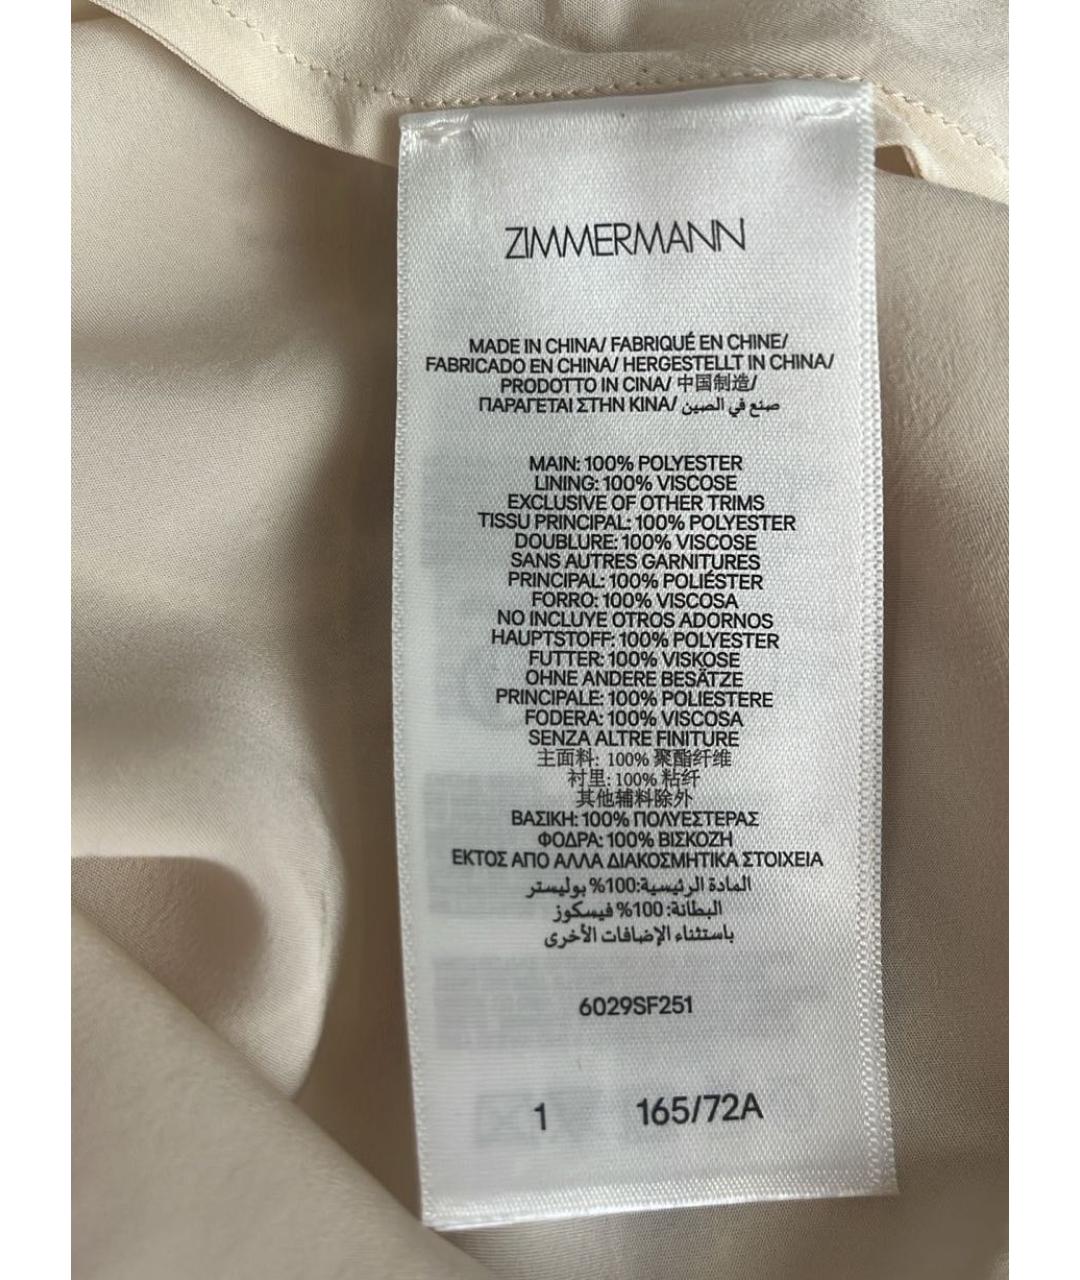 ZIMMERMANN
MADE IN CHINA/ FABRIQUÉ EN CHINE/
FABRICADO EN CHINA/ HERGESTELLT IN CHINA/
PRODOTTO IN CINA/ 中国制造/
ΠΑΡΑΓΕΤΑΙ ΣΤΗΝ ΚΙΝΑ/ صنع في الصين
MAIN: 100% POLYESTER
LINING: 100% VISCOSE
EXCLUSIVE OF OTHER TRIMS
TISSU PRINCIPAL: 100% POLYESTER
DOUBLURE: 100% VISCOSE
SANS AUTRES GARNITURES
PRINCIPAL: 100% POLIÉSTER
FORRO: 100% VISCOSA
NO INCLUYE OTROS ADORNOS
HAUPTSTOFF: 100% POLYESTER
FUTTER: 100% VISKOSE
OHNE ANDERE BESÄTZE
PRINCIPALE: 100% POLIESTERE
FODERA: 100% VISCOSA
SENZA ALTRE FINITURE
主面料: 100% 聚酯纤维
衬里: 100% 粘纤
其他辅料除外
ΒΑΣΙΚΗ: 100% ΠΟΛΥΕΣΤΕΡΑΣ
ΦΟΔΡΑ: 100% ΒΙΣΚΟΖΗ
ΕΚΤΟΣ ΑΠΟ ΑΛΛΑ ΔΙΑΚΟΣΜΗΤΙΚΑ ΣΤΟΙΧΕΙΑ
المادة الرئيسية:100% بوليستر
البطانة: 100% فيسكوز
باستثناء الإضافات الأخرى
6029SF251
1 165/72A